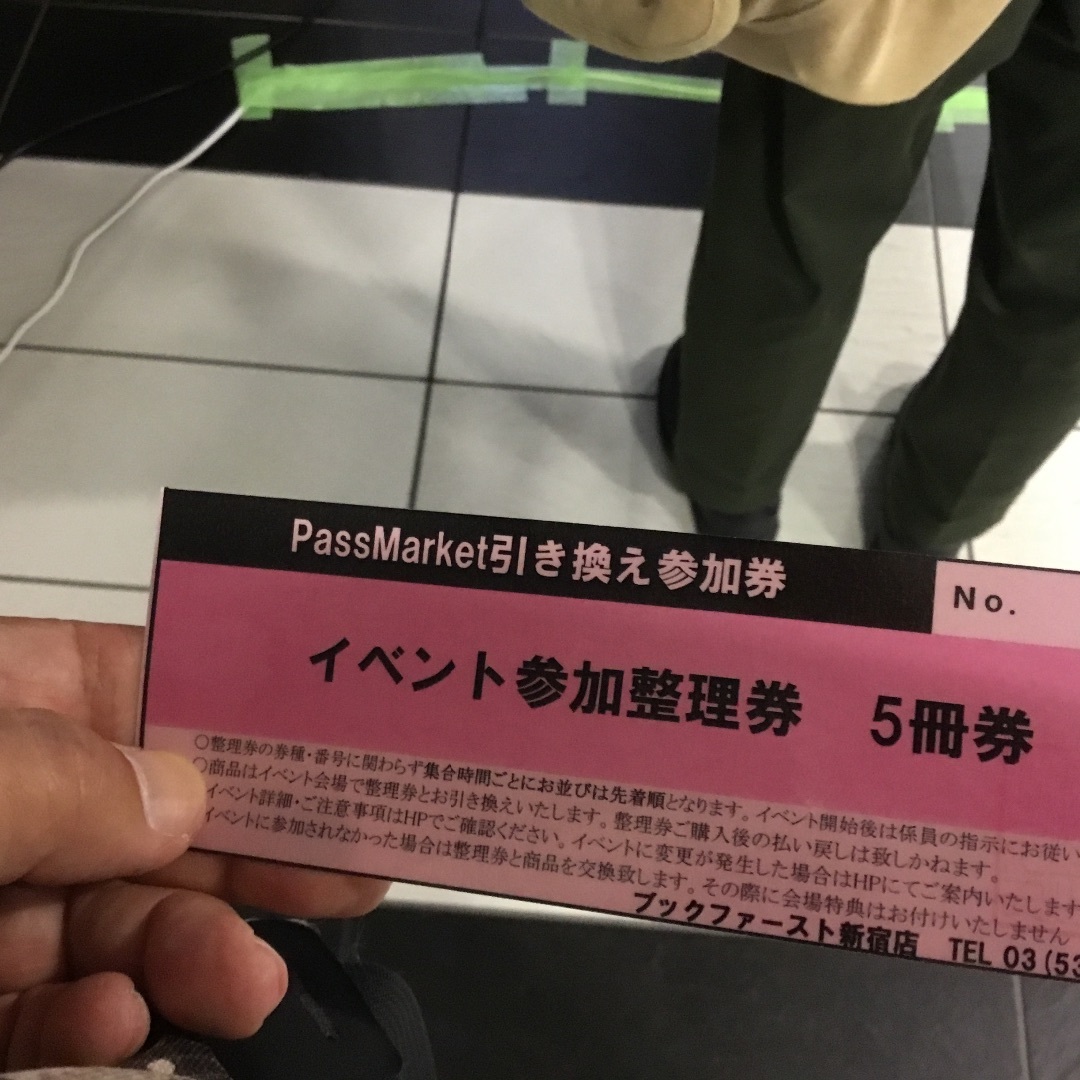 PassMarket引き換え参加券
No.
イベント参加整理券 5冊券
○整理券の券種・番号に関わらず集合時間ごとにお並びは先着順となります。イベント開始後は係員の指示にお従い
○商品はイベント会場で整理券とお引き換えいたします。整理券ご購入後の払い戻しは致しかねます。
イベント詳細・ご注意事項はHPでご確認ください。イベントに変更が発生した場合はHPにてご案内いたします
イベントに参加されなかった場合は整理券と商品を交換致します。その際に会場特典はお付けいたしません
ブックファースト新宿店 TEL 03(53